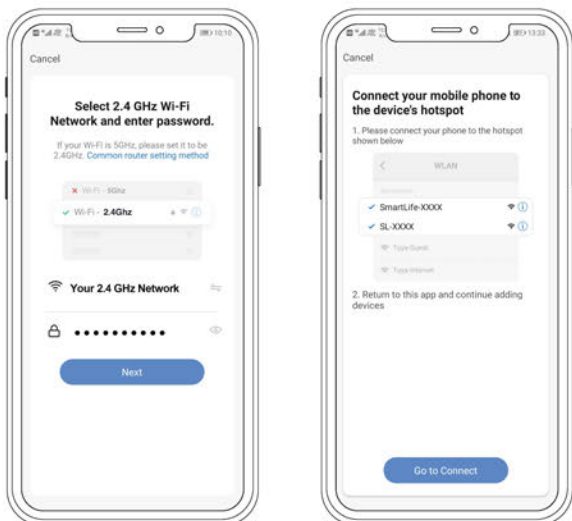 10:10
Cancel
Select 2.4 GHz Wi-Fi
Network and enter password.
If your Wi-Fi is 5GHz, please set it to be
2.4GHz. Common router setting method
Wi-Fi - 5Ghz
Wi-Fi - 2.4Ghz
Your 2.4 GHz Network
Next
13:33
Cancel
Connect your mobile phone to
the device's hotspot
1. Please connect your phone to the hotspot
shown below
WLAN
SmartLife-XXXX
SL-XXXX
Tuya-Guest
Tuya-Internet
2. Return to this app and continue adding
devices
Go to Connect